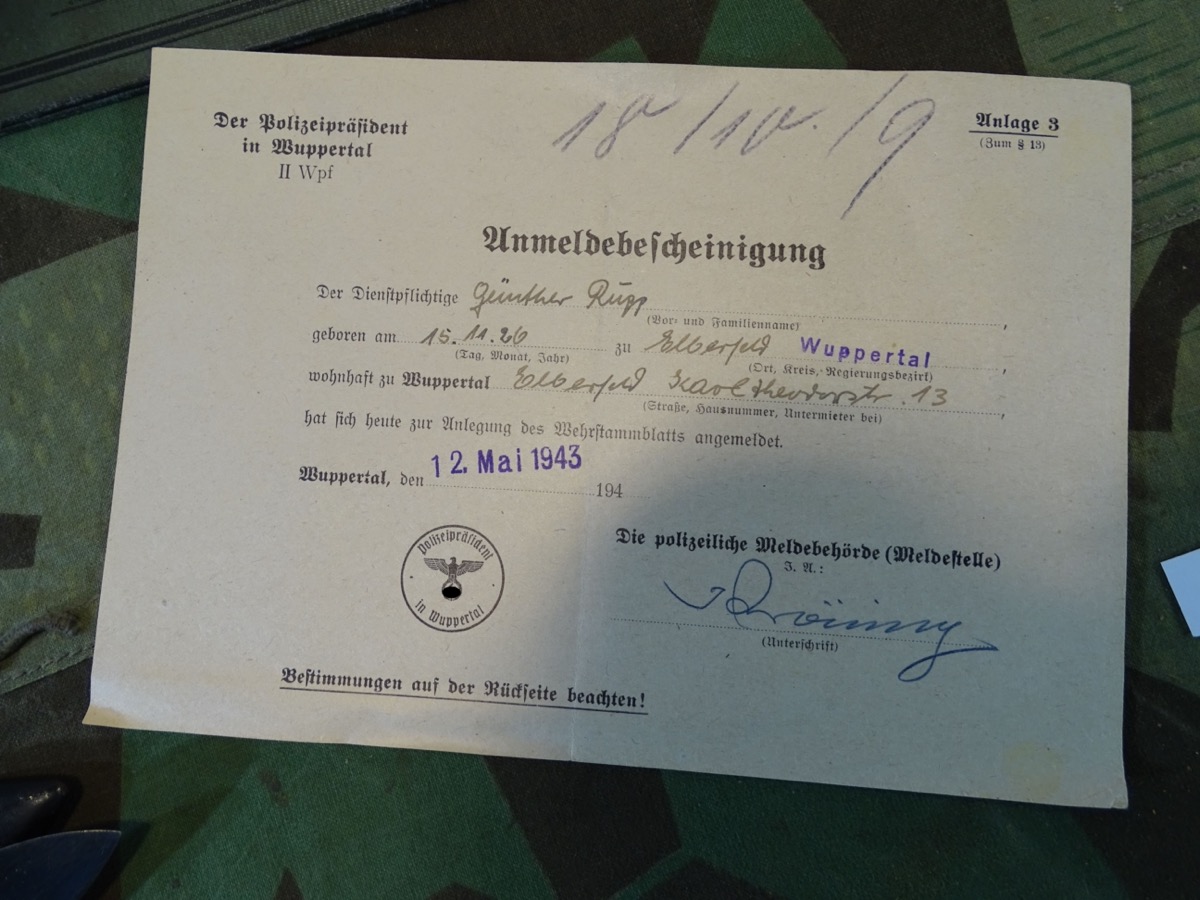 Der Polizeipräsident
in Wuppertal
II Wpf
18/10./9
Anlage 3
(Zum § 13)
Anmeldebescheinigung
Der Dienstpflichtige Günther Rupp,
(Vor- und Familienname)
geboren am 15.11.26 zu Elberfeld Wuppertal,
(Tag, Monat, Jahr) (Ort, Kreis, Regierungsbezirk)
wohnhaft zu Wuppertal Elberfeld Karl theodorstr. 13,
(Straße, Hausnummer, Untermieter bei)
hat sich heute zur Anlegung des Wehrstammblatts angemeldet.
Wuppertal, den 12. Mai 1943 194
Polizeipräsident
in Wuppertal
Die polizeiliche Meldebehörde (Meldestelle)
J. A.:
(Unterschrift)
Bestimmungen auf der Rückseite beachten!